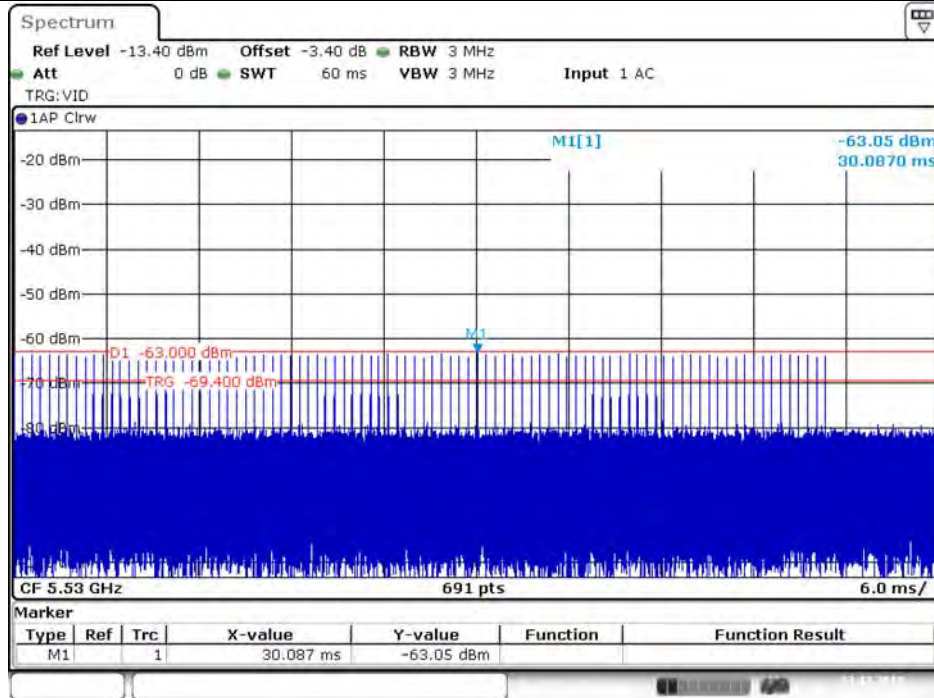 Spectrum
Ref Level -13.40 dBm Offset -3.40 dB RBW 3 MHz
Att 0 dB SWT 60 ms VBW 3 MHz Input 1 AC
TRG:VID
1AP Clrw
M1[1] -63.05 dBm
30.0870 ms
-20 dBm
-30 dBm
-40 dBm
-50 dBm
-60 dBm
M1
D1 -63.000 dBm
-70 dBm
TRG -69.400 dBm
-80 dBm
CF 5.53 GHz 691 pts 6.0 ms/
Marker
Type Ref Trc X-value Y-value Function Function Result
M1 1 30.087 ms -63.05 dBm